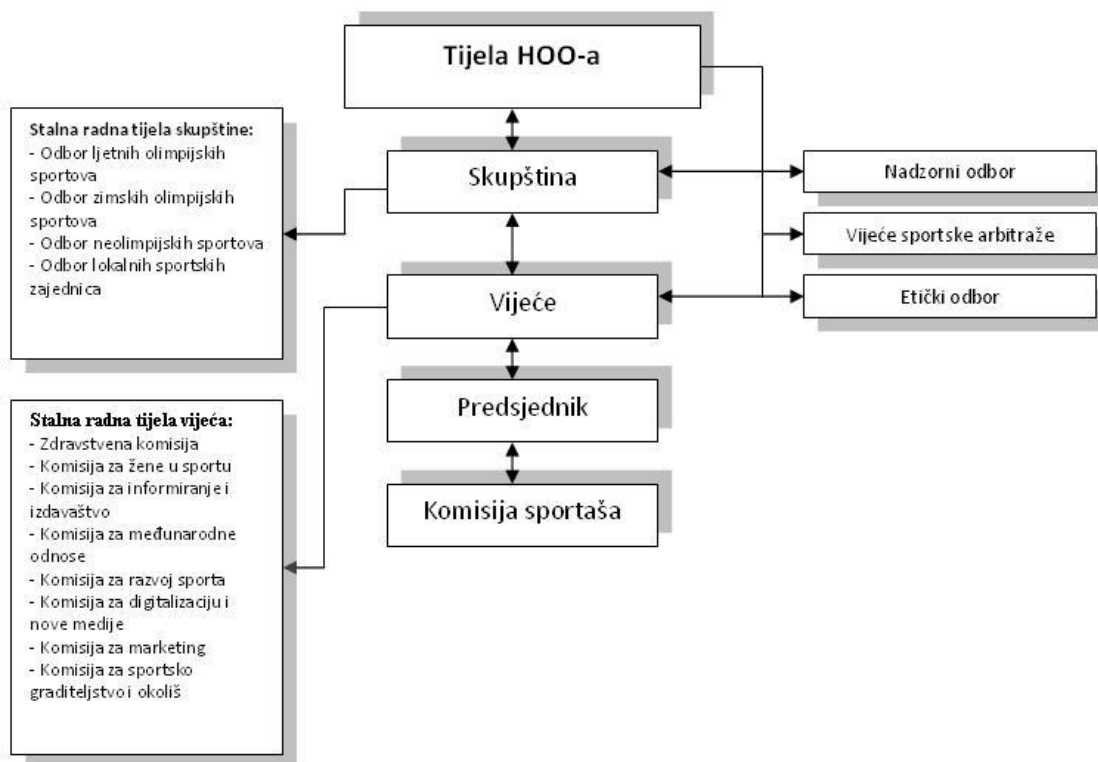 Tijela HOO-a
Stalna radna tijela skupštine:
- Odbor ljetnih olimpijskih
sportova
- Odbor zimskih olimpijskih
sportova
- Odbor neolimpijskih sportova
- Odbor lokalnih sportskih
zajednica
Skupština
Nadzorni odbor
Vijeće sportske arbitraže
Vijeće
Etički odbor
Predsjednik
Komisija sportaša
Stalna radna tijela vijeća:
- Zdravstvena komisija
- Komisija za žene u sportu
- Komisija za informiranje i
izdavaštvo
- Komisija za međunarodne
odnose
- Komisija za razvoj sporta
- Komisija za digitalizaciju i
nove medije
- Komisija za marketing
- Komisija za sportsko
graditeljstvo i okoliš